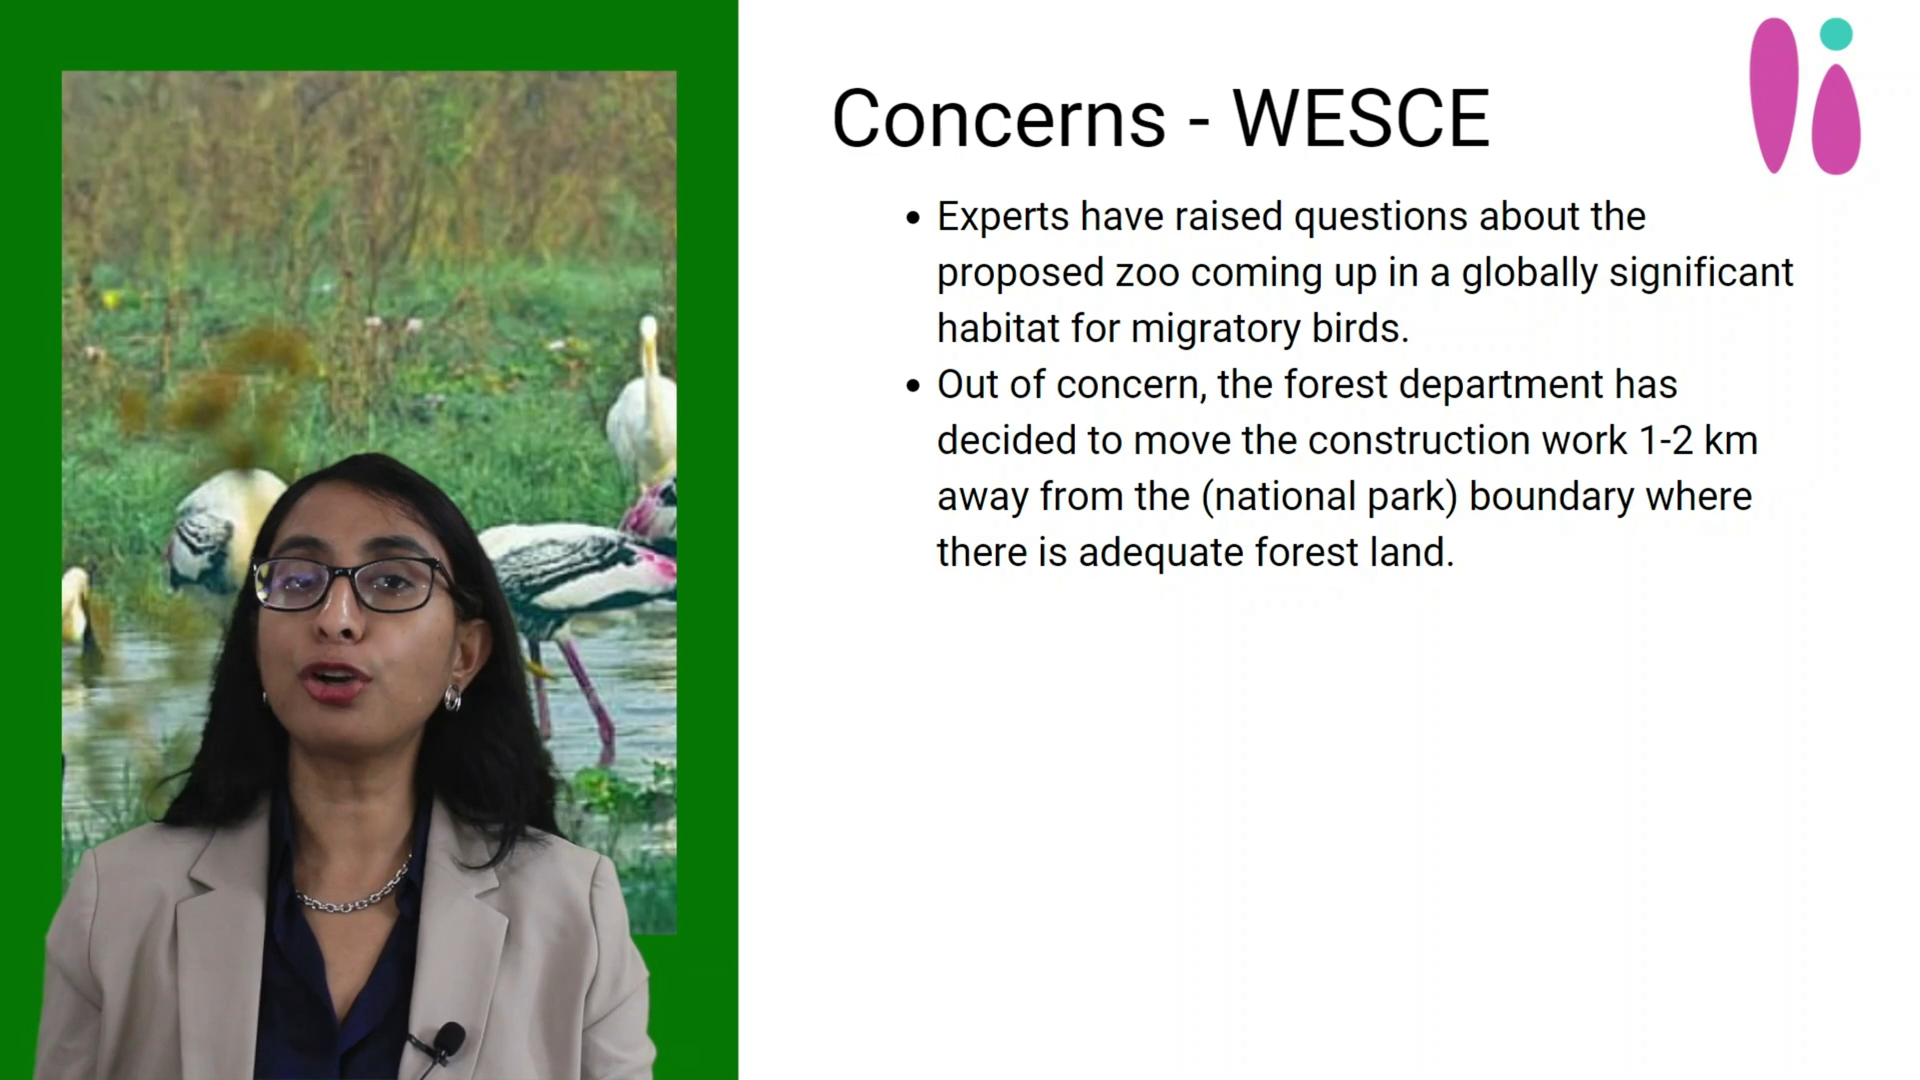 Concerns - WESCE
Experts have raised questions about the
proposed zoo coming up in a globally significant
habitat for migratory birds.
Out of concern, the forest department has
decided to move the construction work 1-2 km
away from the (national park) boundary where
there is adequate forest land.